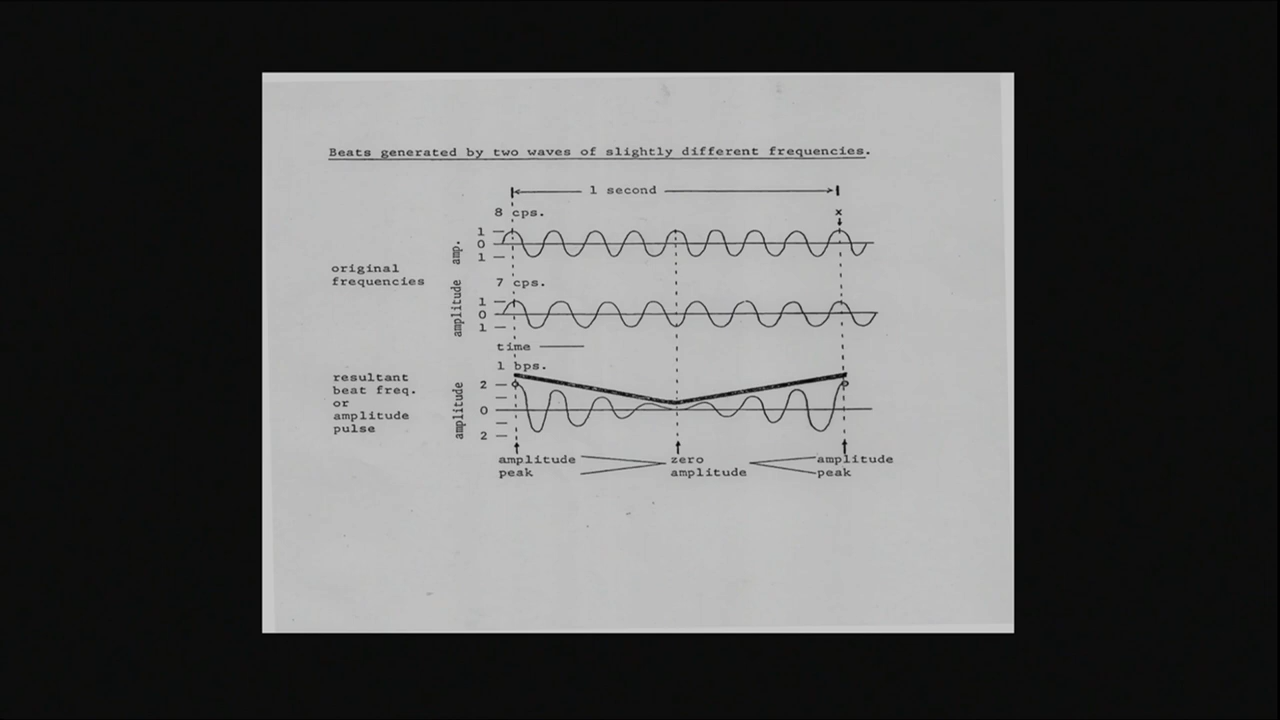 Beats generated by two waves of slightly different frequencies.
1 second
8 cps.
x
1
0
1
amp.
original
frequencies
7 cps.
1
0
1
amplitude
time
1 bps.
resultant
beat freq.
or
amplitude
pulse
2
0
2
amplitude
amplitude
peak
zero
amplitude
amplitude
peak